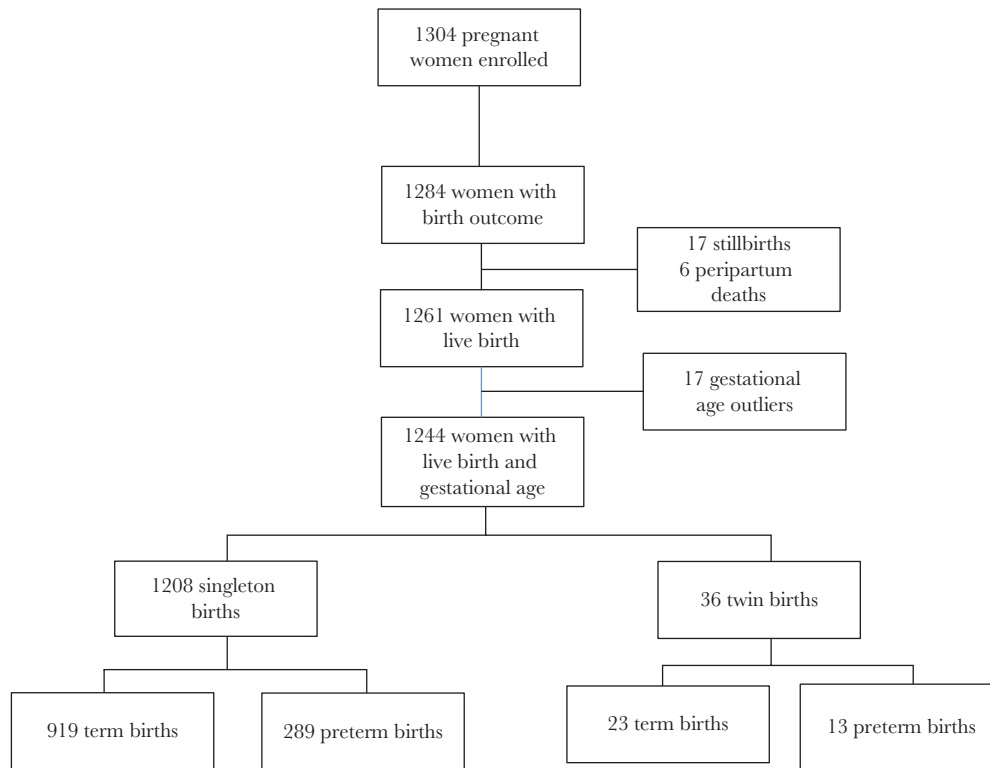 1304 pregnant
women enrolled
1284 women with
birth outcome
17 stillbirths
6 peripartum
deaths
1261 women with
live birth
17 gestational
age outliers
1244 women with
live birth and
gestational age
1208 singleton
births
36 twin births
919 term births
289 preterm births
23 term births
13 preterm births